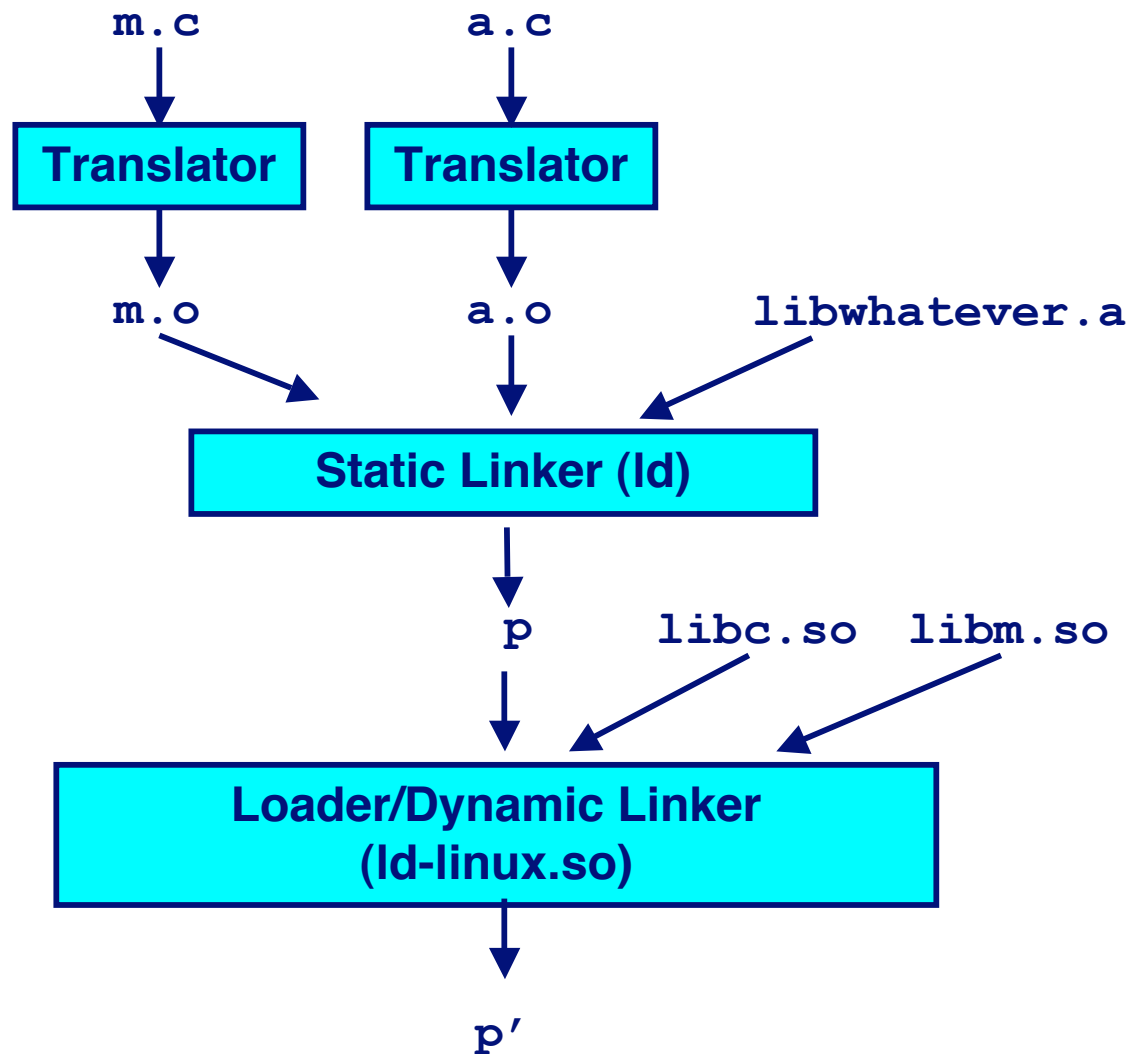 m.c a.c
Translator Translator
m.o a.o libwhatever.a
Static Linker (ld)
p libc.so libm.so
Loader/Dynamic Linker
(ld-linux.so)
p’